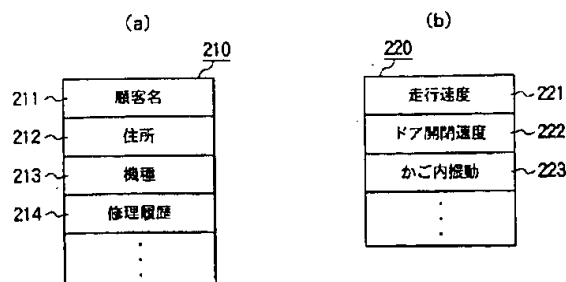 (a)
210
211 顧客名
212 住所
213 機種
214 修理履歴
(b)
220
走行速度 221
ドア開閉速度 222
かご内振動 223